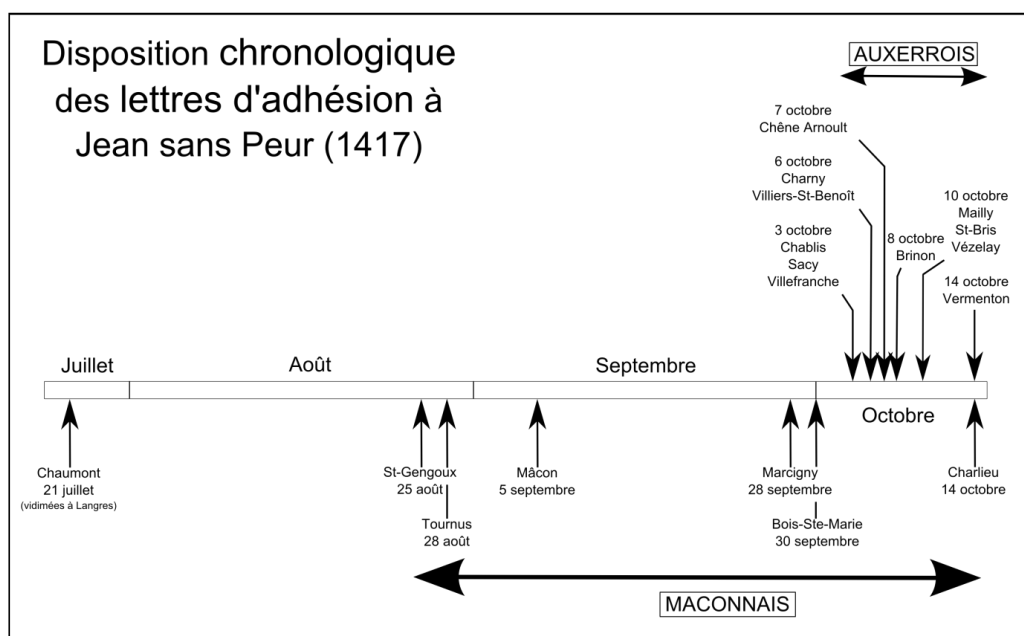 Disposition chronologique
des lettres d'adhésion à
Jean sans Peur (1417)
AUXERROIS
7 octobre
Chêne Arnoult
6 octobre
Charny
Villiers-St-Benoît
3 octobre
Chablis
Sacy
Villefranche
8 octobre
Brinon
10 octobre
Mailly
St-Bris
Vézelay
14 octobre
Vermenton
Juillet
Août
Septembre
Octobre
Chaumont
21 juillet
(vidimées à Langres)
St-Gengoux
25 août
Tournus
28 août
Mâcon
5 septembre
Marcigny
28 septembre
Bois-Ste-Marie
30 septembre
Charlieu
14 octobre
MACONNAIS